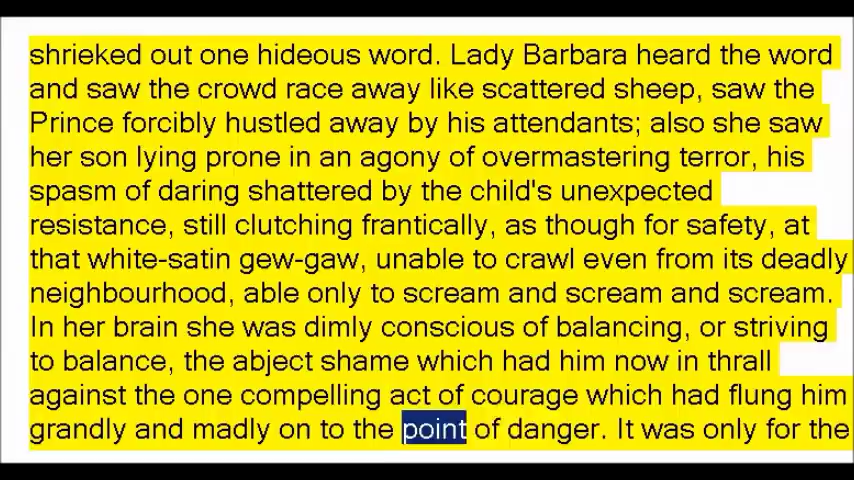 shrieked out one hideous word. Lady Barbara heard the word
and saw the crowd race away like scattered sheep, saw the
Prince forcibly hustled away by his attendants; also she saw
her son lying prone in an agony of overmastering terror, his
spasm of daring shattered by the child's unexpected
resistance, still clutching frantically, as though for safety, at
that white-satin gew-gaw, unable to crawl even from its deadly
neighbourhood, able only to scream and scream and scream.
In her brain she was dimly conscious of balancing, or striving
to balance, the abject shame which had him now in thrall
against the one compelling act of courage which had flung him
grandly and madly on to the point of danger. It was only for the